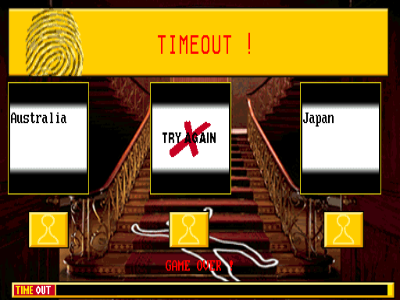 TIMEOUT !
Australia
TRY AGAIN
Japan
GAME OVER !
TIME OUT